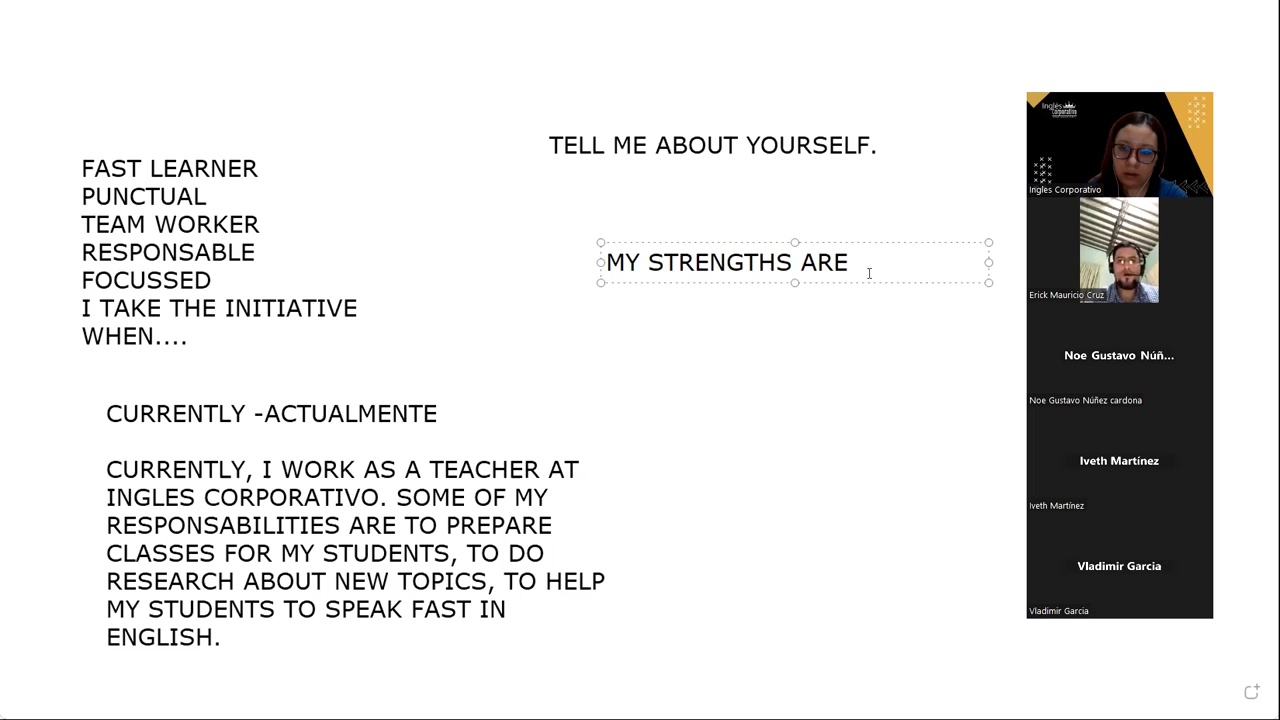 TELL ME ABOUT YOURSELF.
FAST LEARNER
PUNCTUAL
TEAM WORKER
RESPONSABLE
FOCUSSED
I TAKE THE INITIATIVE
WHEN....
MY STRENGTHS ARE
CURRENTLY -ACTUALMENTE
CURRENTLY, I WORK AS A TEACHER AT
INGLES CORPORATIVO. SOME OF MY
RESPONSABILITIES ARE TO PREPARE
CLASSES FOR MY STUDENTS, TO DO
RESEARCH ABOUT NEW TOPICS, TO HELP
MY STUDENTS TO SPEAK FAST IN
ENGLISH.
Inglés
Corporativo
Ingles Corporativo
Erick Mauricio Cruz
Noe Gustavo Núñ...
Noe Gustavo Núñez cardona
Iveth Martínez
Iveth Martínez
Vladimir Garcia
Vladimir Garcia